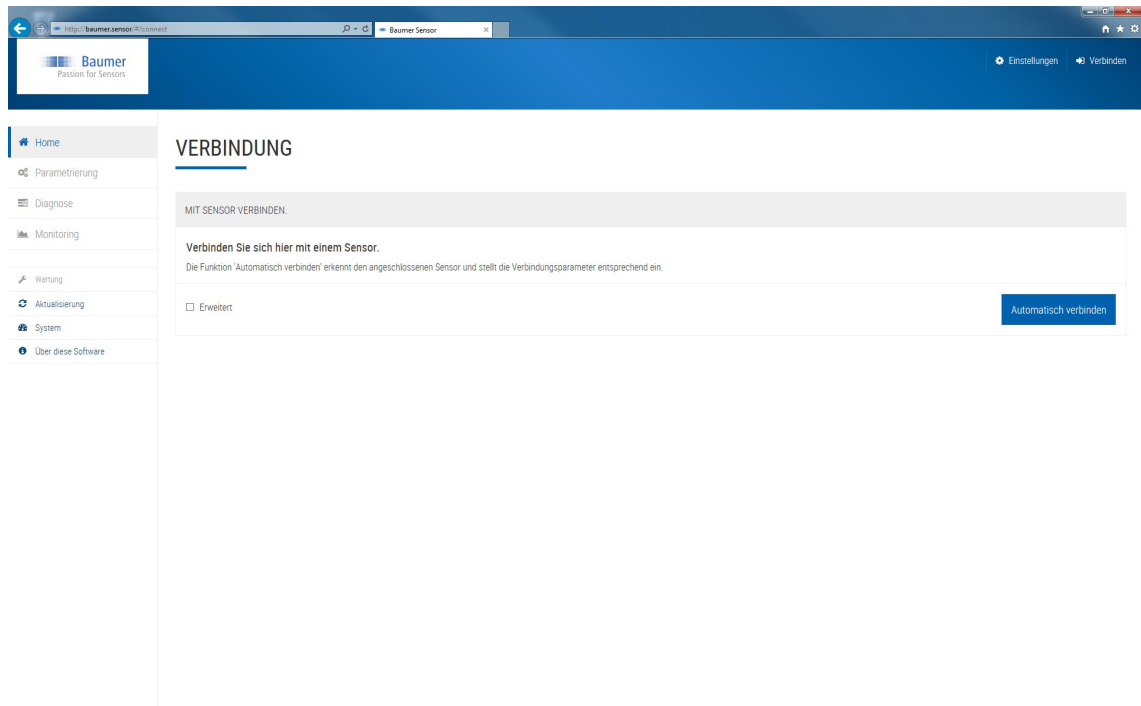 http://baumer.sensor/#/connect
Baumer Sensor
Baumer
Passion for Sensors
Einstellungen
Verbinden
Home
Parametrierung
Diagnose
Monitoring
Wartung
Aktualisierung
System
Über diese Software
VERBINDUNG
MIT SENSOR VERBINDEN.
Verbinden Sie sich hier mit einem Sensor.
Die Funktion 'Automatisch verbinden' erkennt den angeschlossenen Sensor und stellt die Verbindungsparameter entsprechend ein.
Erweitert
Automatisch verbinden